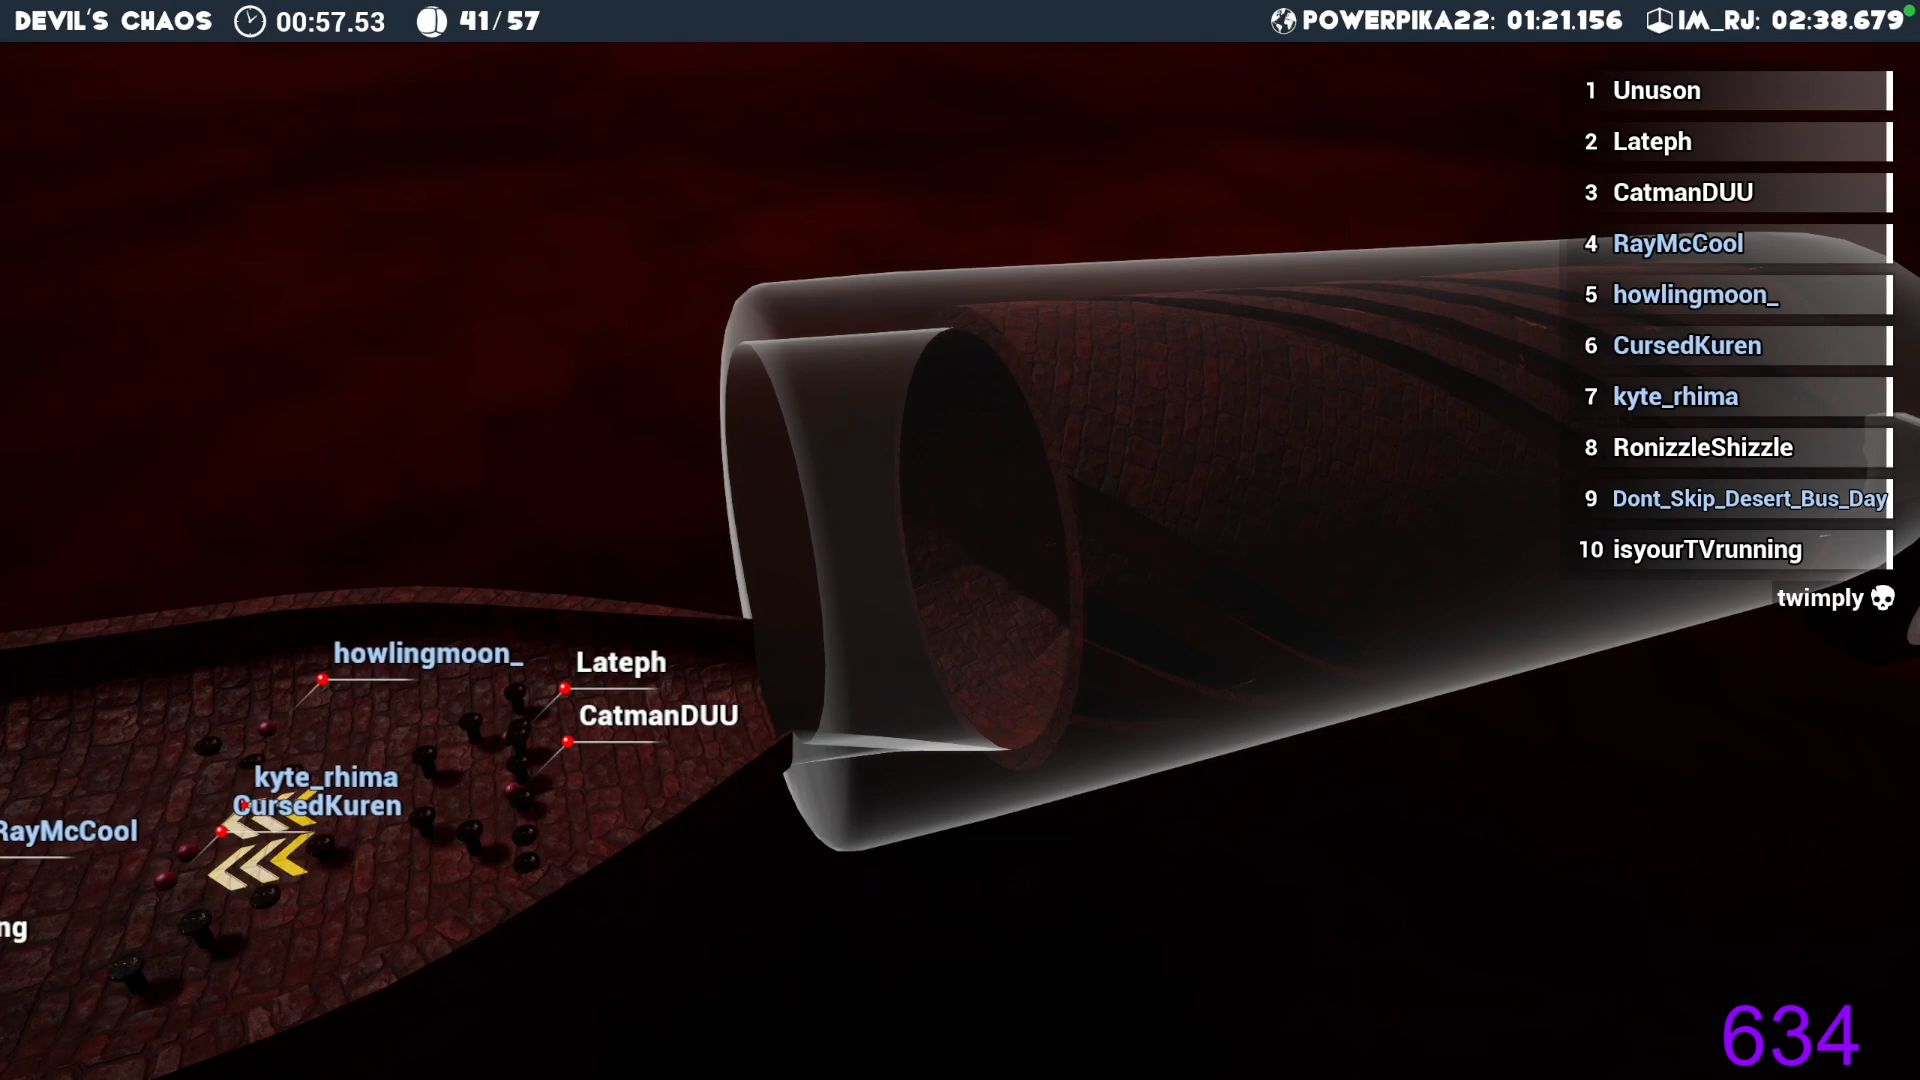 DEVIL'S CHAOS 00:57.53 41/57 POWERPIKA22: 01:21.156 IM_RJ: 02:38.679
1 Unuson
2 Lateph
3 CatmanDUU
4 RayMcCool
5 howlingmoon_
6 CursedKuren
7 kyte_rhima
8 RonizzleShizzle
9 Dont_Skip_Desert_Bus_Day
10 isyourTVrunning
twimply
howlingmoon_
Lateph
CatmanDUU
kyte_rhima
CursedKuren
RayMcCool
ng
634